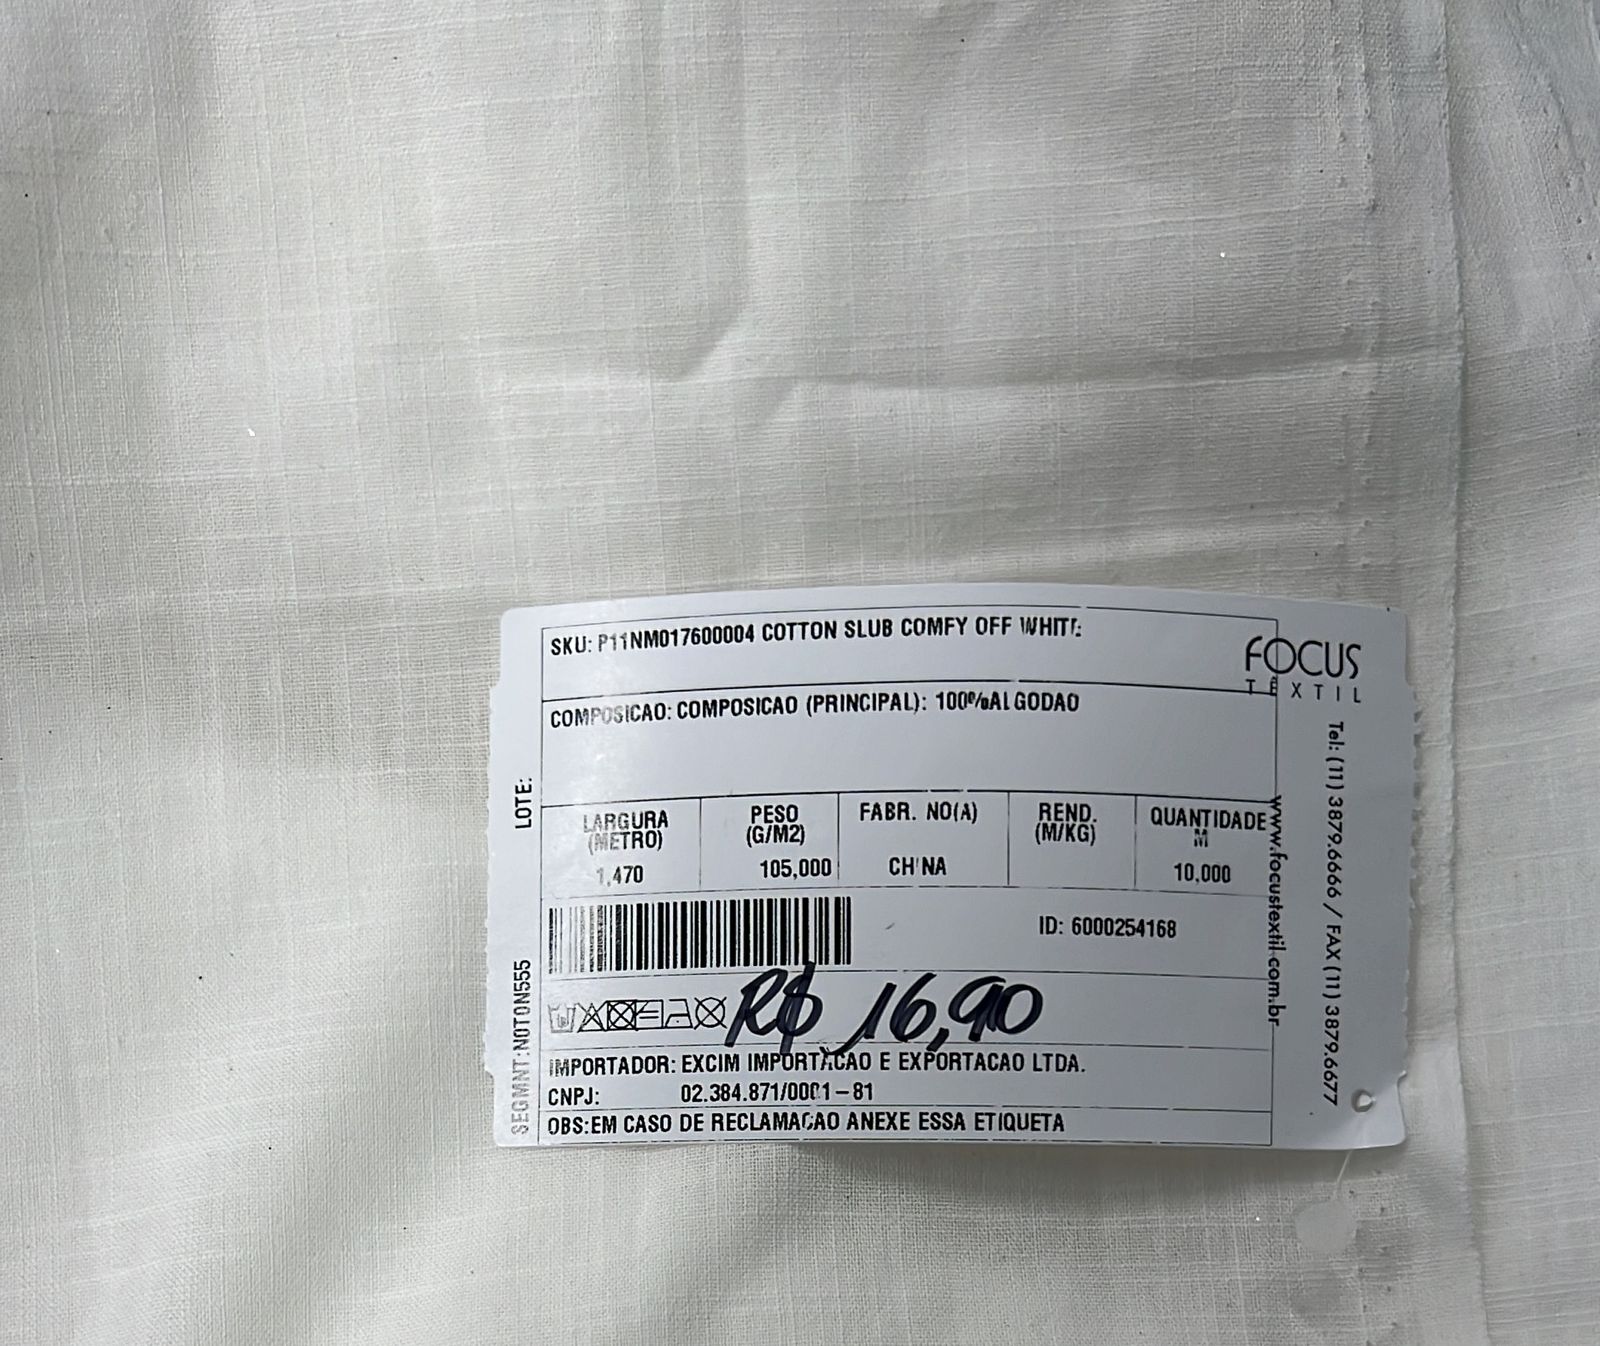 SKU: P11NM017600004 COTTON SLUB COMFY OFF WHITE
FOCUS
TÊXTIL
COMPOSICAO: COMPOSICAO (PRINCIPAL): 100%ALGODAO
LARGURA (METRO)
PESO (G/M2)
FABR. NO(A)
REND. (M/KG)
QUANTIDADE M
1,470
105,000
CHINA
10,000
ID: 6000254168
R$ 16,90
IMPORTADOR: EXCIM IMPORTACAO E EXPORTACAO LTDA.
CNPJ: 02.384.871/0001-81
OBS:EM CASO DE RECLAMACAO ANEXE ESSA ETIQUETA
LOTE:
SEGMNT:NOTON555
www.focustextil.com.br
Tel: (11) 3879.6666 / FAX (11) 3879.6677